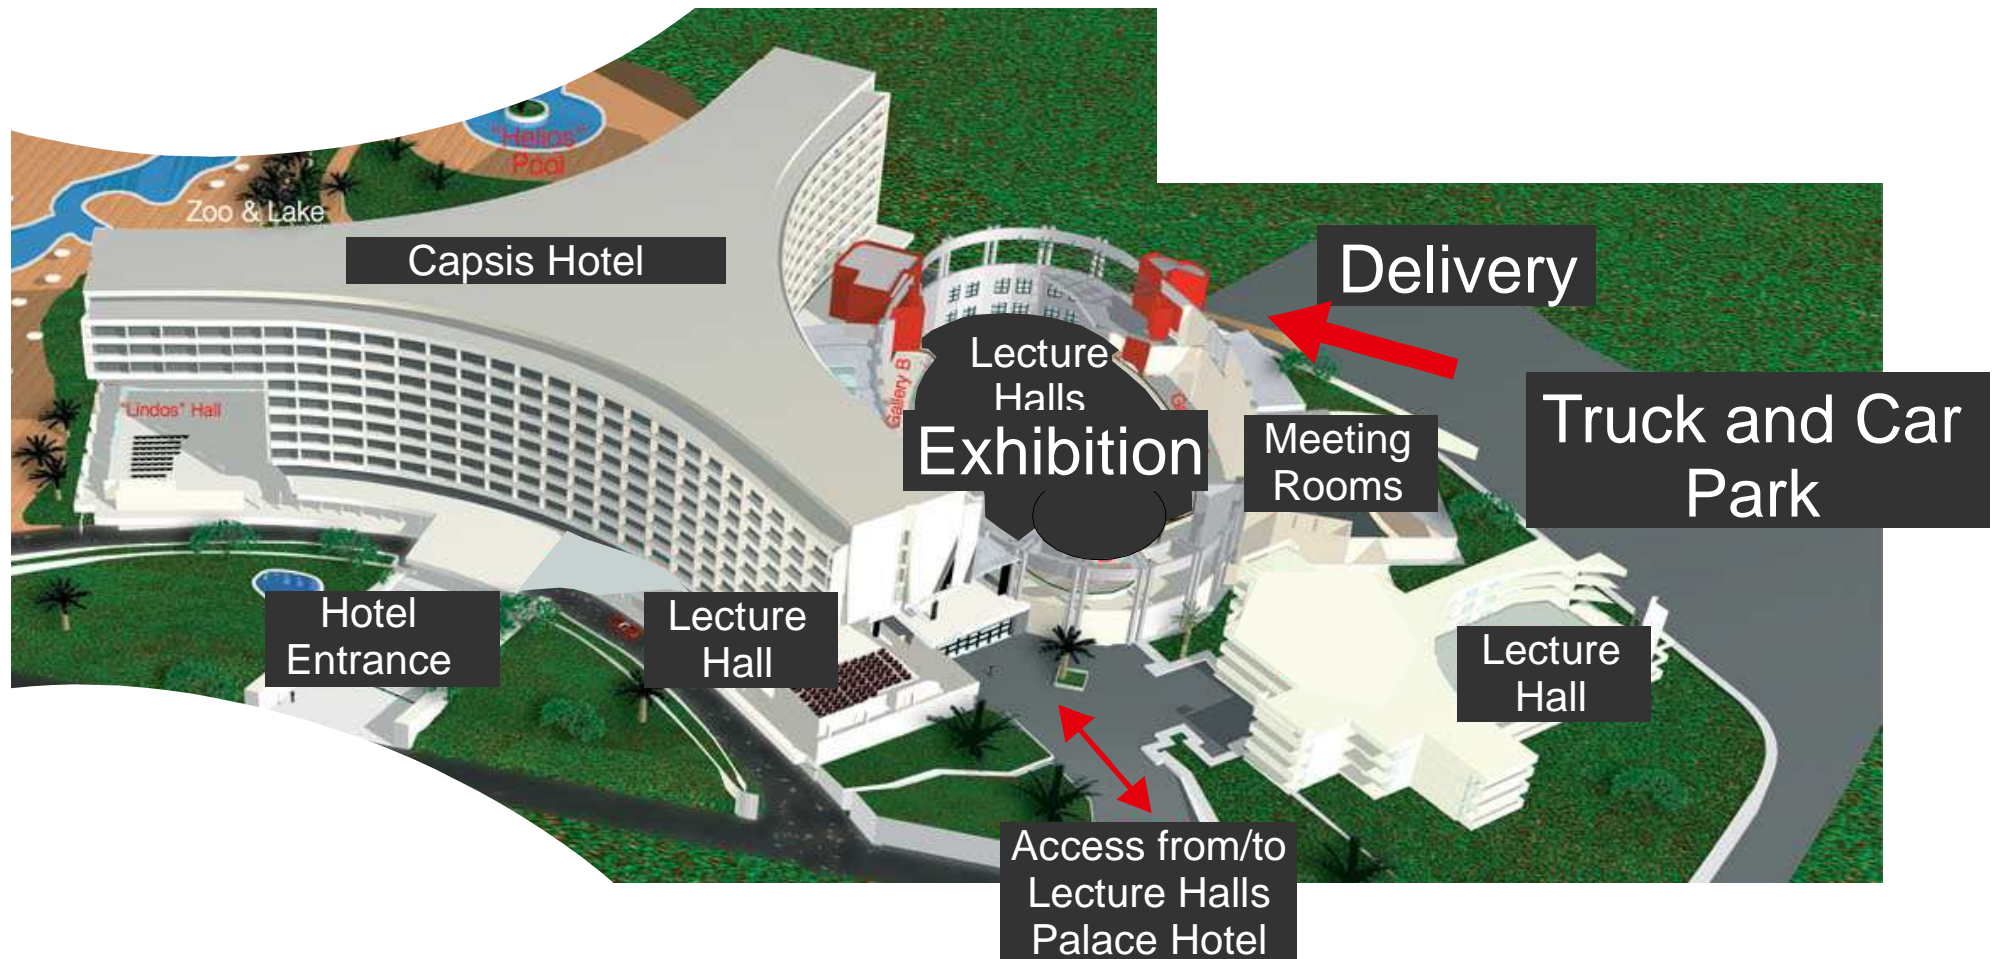 "Helios"
Pool
Zoo & Lake
Capsis Hotel
Delivery
Lecture
Halls
Exhibition
Gallery B
Meeting
Rooms
Truck and Car
Park
"Lindos" Hall
Hotel
Entrance
Lecture
Hall
Lecture
Hall
Access from/to
Lecture Halls
Palace Hotel